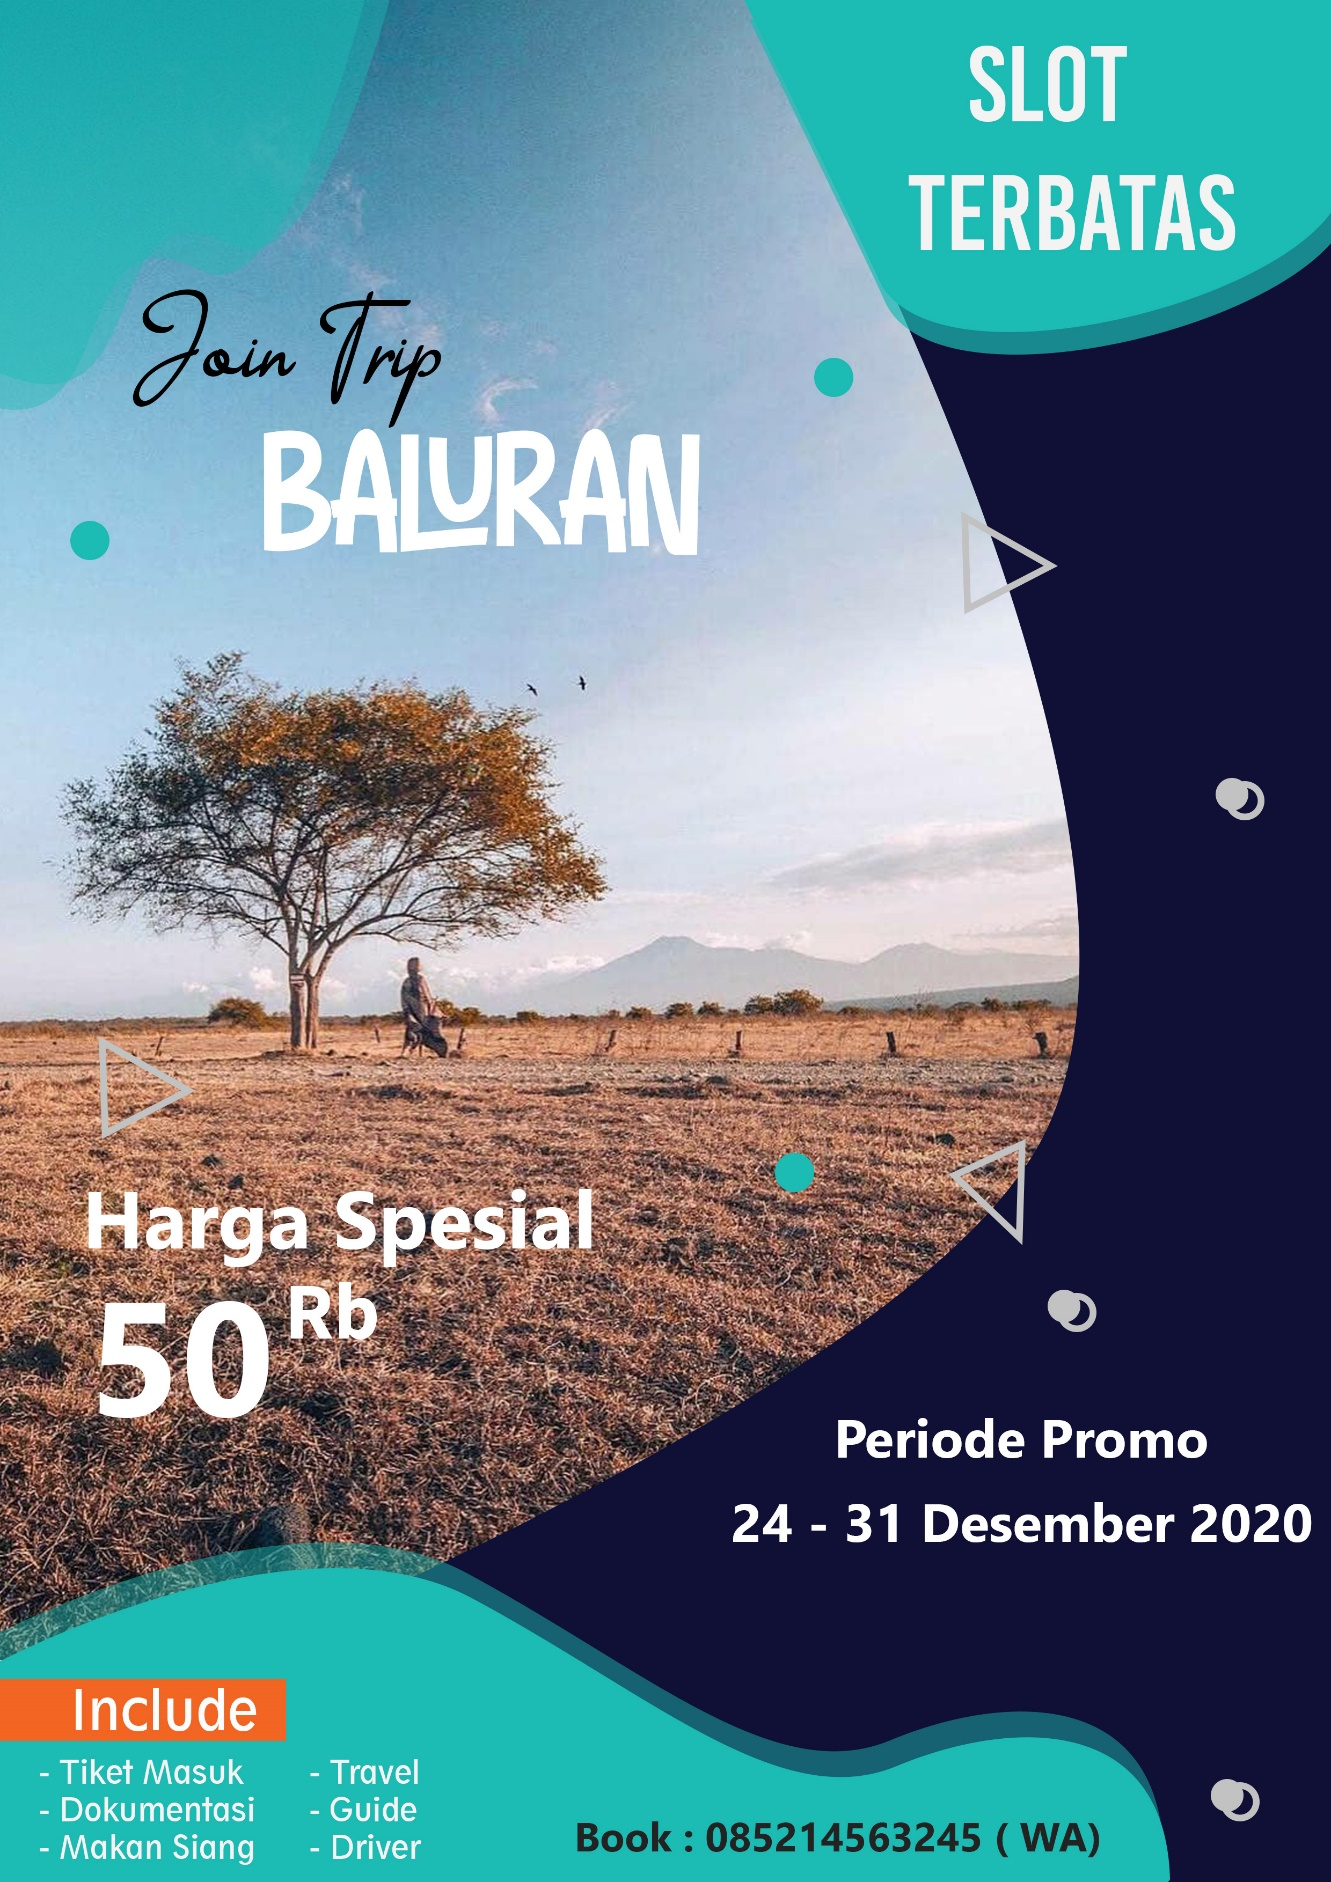 SLOT
TERBATAS
Join Trip
BALURAN
Harga Spesial
50 Rb
Periode Promo
24 - 31 Desember 2020
Include
- Tiket Masuk
- Dokumentasi
- Makan Siang
- Travel
- Guide
- Driver
Book : 085214563245 ( WA)